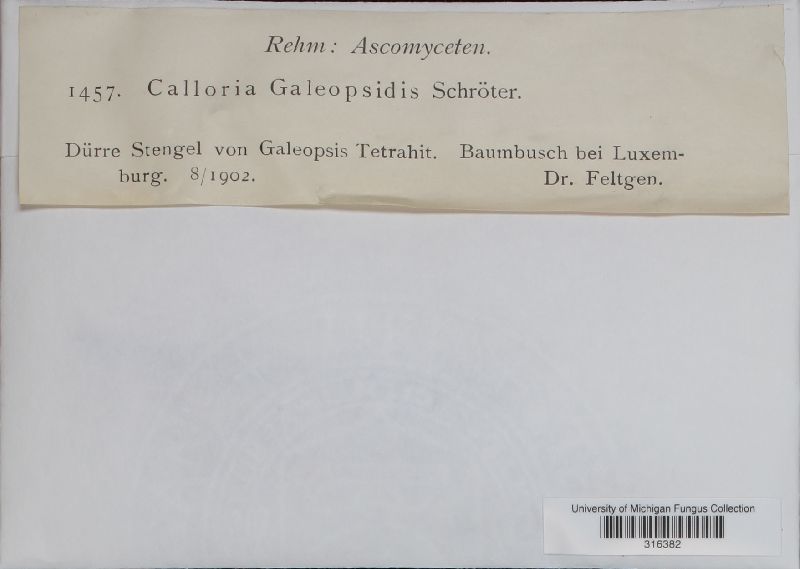 Rehm: Ascomyceten.
1457. Calloria Galeopsidis Schröter.
Dürre Stengel von Galeopsis Tetrahit. Baumbusch bei Luxem-
burg. 8/1902. Dr. Feltgen.
University of Michigan Fungus Collection
316382